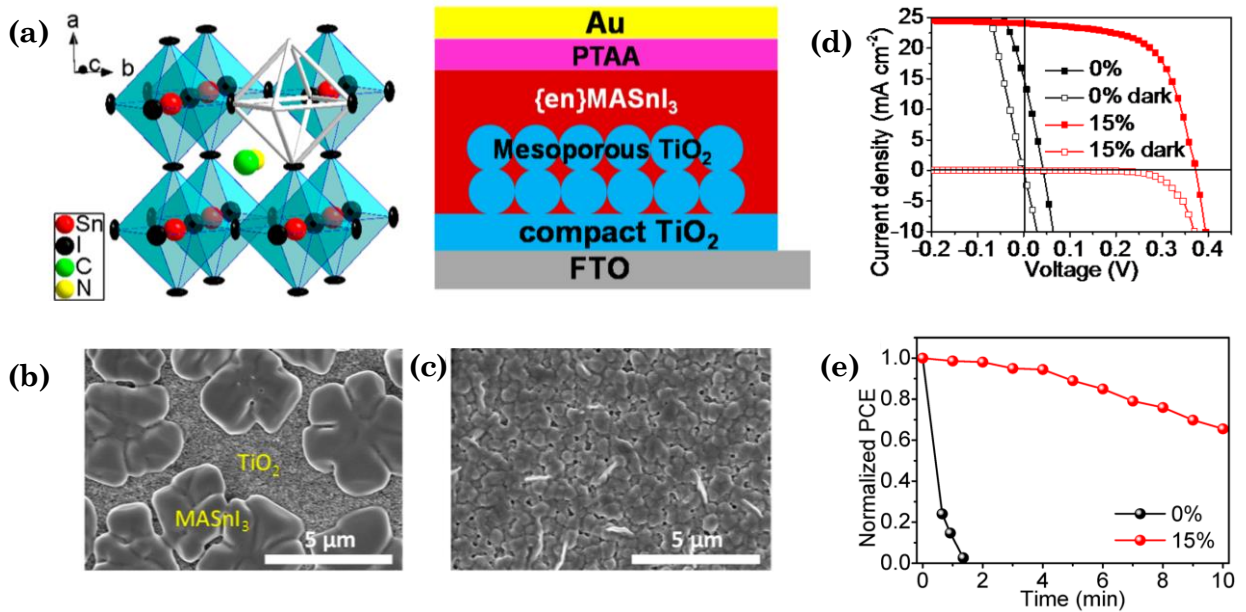 (a)
a
c
b
Sn
I
C
N
Au
PTAA
{en}MASnI₃
Mesoporous TiO₂
compact TiO₂
FTO
(d)
Current density (mA cm⁻²)
25
20
15
10
5
0
−5
−10
−0.2
−0.1
0.0
0.1
0.2
0.3
0.4
Voltage (V)
0%
0% dark
15%
15% dark
(b)
TiO₂
MASnI₃
5 µm
(c)
5 µm
(e)
Normalized PCE
1.0
0.8
0.6
0.4
0.2
0.0
0
2
4
6
8
10
Time (min)
0%
15%